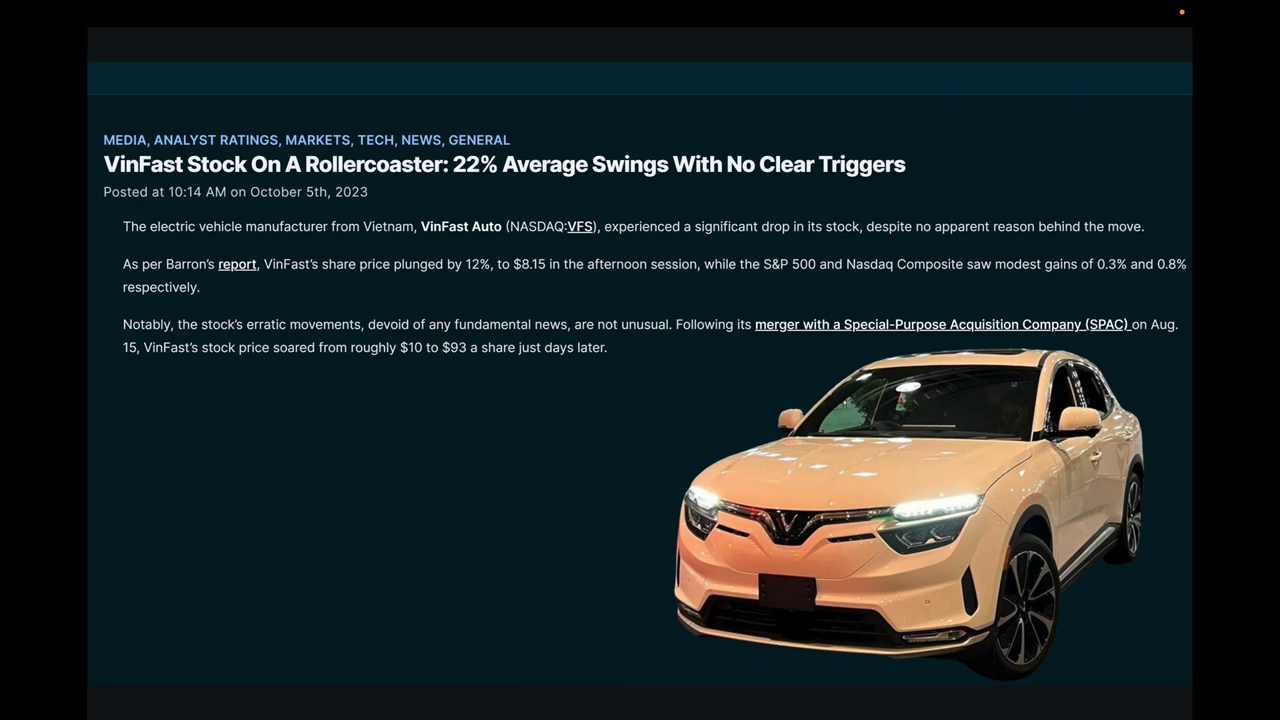 MEDIA, ANALYST RATINGS, MARKETS, TECH, NEWS, GENERAL
VinFast Stock On A Rollercoaster: 22% Average Swings With No Clear Triggers
Posted at 10:14 AM on October 5th, 2023
The electric vehicle manufacturer from Vietnam, VinFast Auto (NASDAQ:VFS), experienced a significant drop in its stock, despite no apparent reason behind the move.
As per Barron’s report, VinFast’s share price plunged by 12%, to $8.15 in the afternoon session, while the S&P 500 and Nasdaq Composite saw modest gains of 0.3% and 0.8%
respectively.
Notably, the stock’s erratic movements, devoid of any fundamental news, are not unusual. Following its merger with a Special-Purpose Acquisition Company (SPAC) on Aug.
15, VinFast’s stock price soared from roughly $10 to $93 a share just days later.